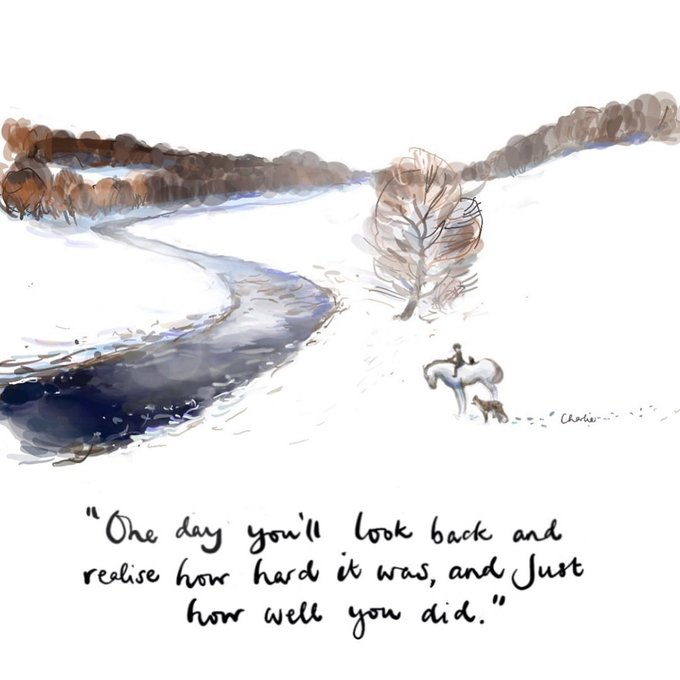 Charlie
"One day you'll look back and
realise how hard it was, and Just
how well you did."